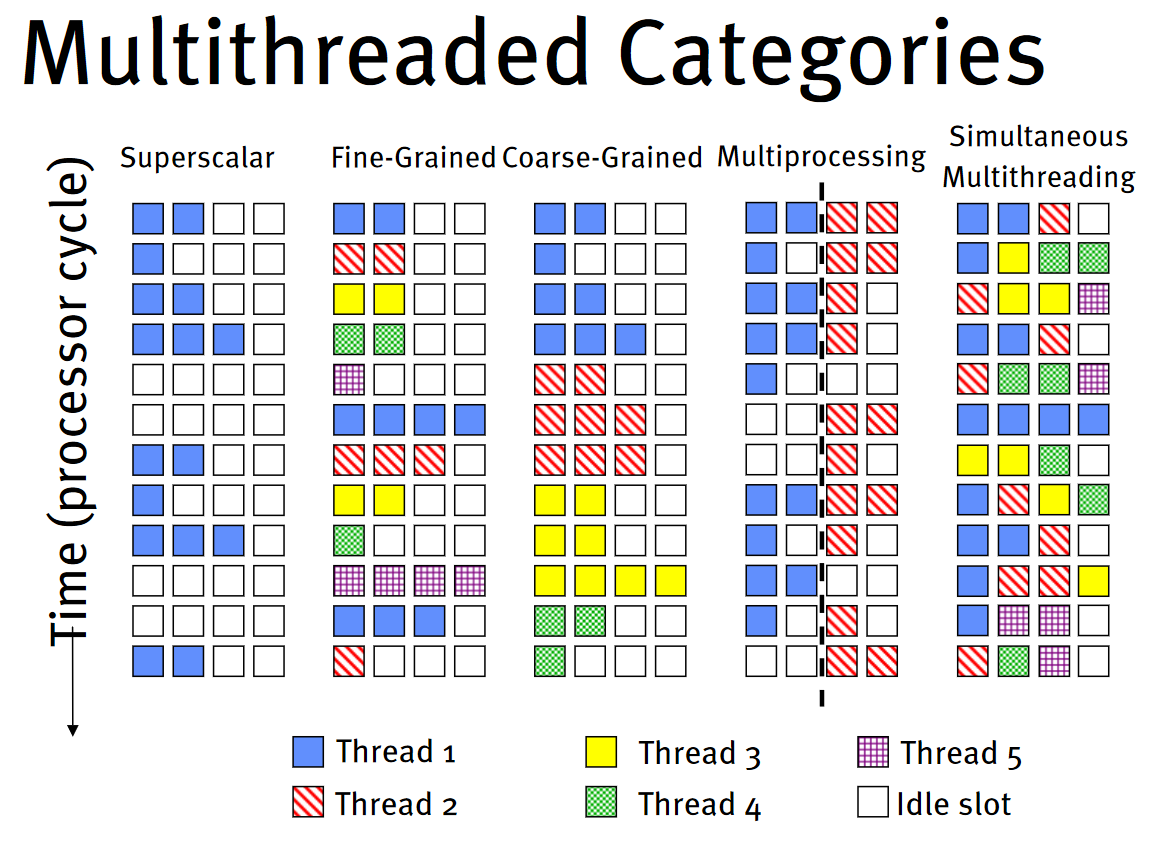 Multithreaded Categories
Time (processor cycle)
Superscalar
Fine-Grained
Coarse-Grained
Multiprocessing
Simultaneous
Multithreading
Thread 1
Thread 3
Thread 5
Thread 2
Thread 4
Idle slot